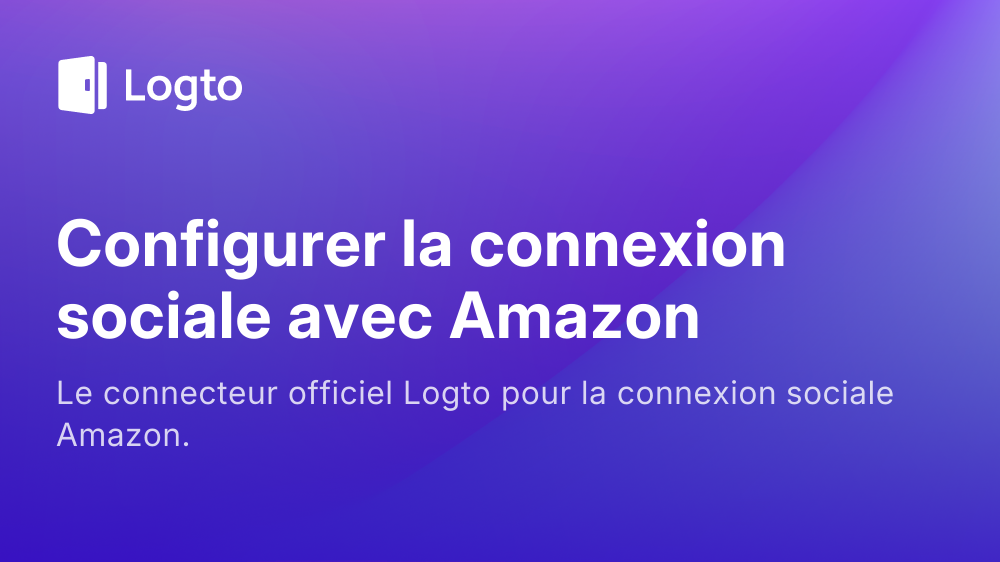 Logto
Configurer la connexion
sociale avec Amazon
Le connecteur officiel Logto pour la connexion sociale
Amazon.